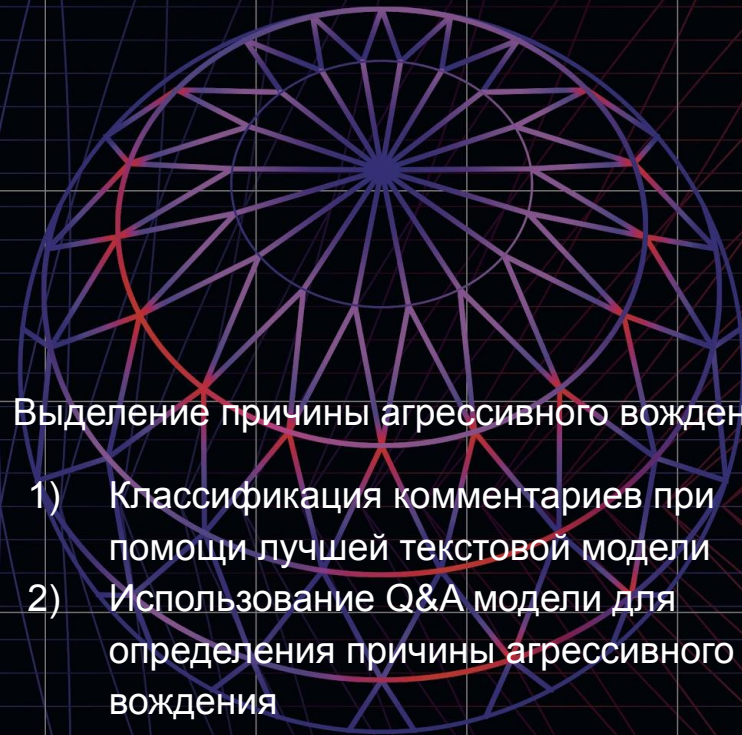 Выделение причины агрессивного вожден
1) Классификация комментариев при
помощи лучшей текстовой модели
2) Использование Q&A модели для
определения причины агрессивного
вождения